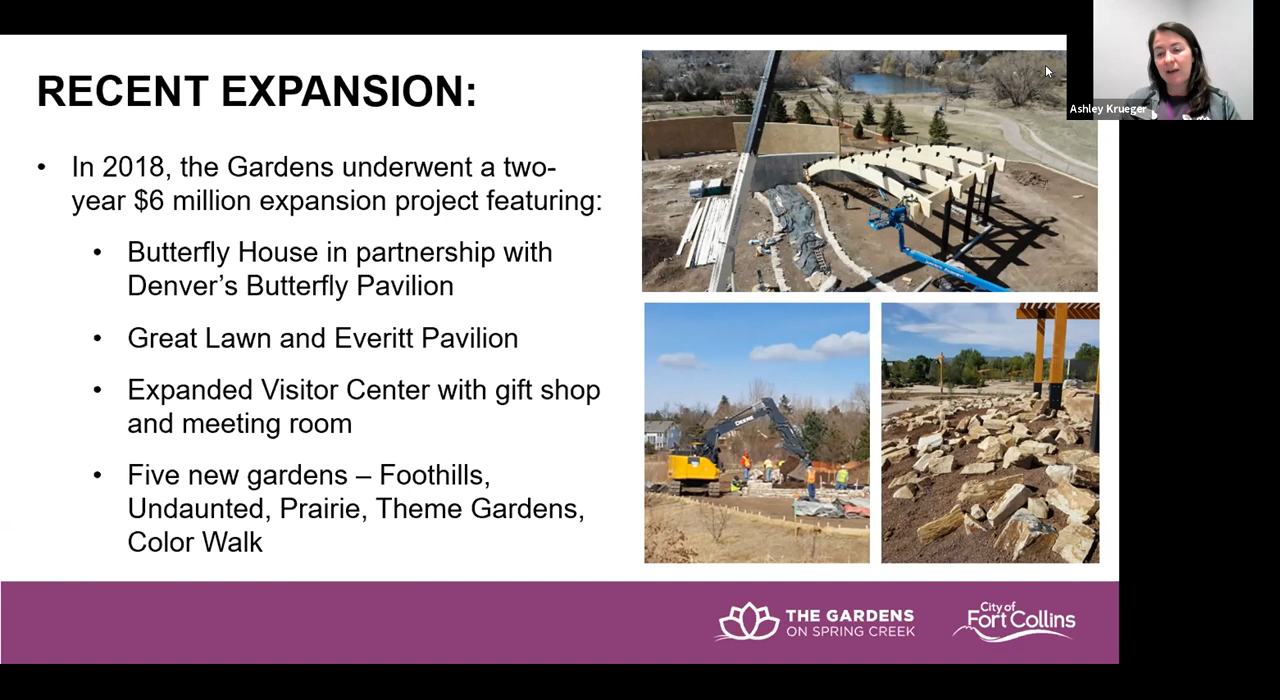 RECENT EXPANSION:
• In 2018, the Gardens underwent a two-
year $6 million expansion project featuring:
• Butterfly House in partnership with
Denver’s Butterfly Pavilion
• Great Lawn and Everitt Pavilion
• Expanded Visitor Center with gift shop
and meeting room
• Five new gardens – Foothills,
Undaunted, Prairie, Theme Gardens,
Color Walk
Ashley Krueger
DEERE
THE GARDENS
ON SPRING CREEK
City of
Fort Collins